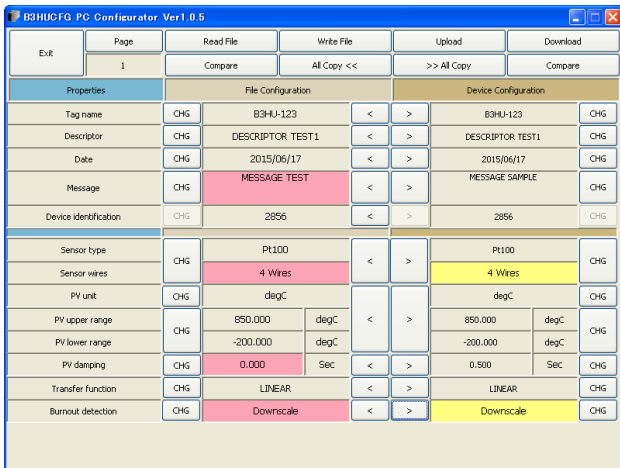 B3HUCFG PC Configurator Ver1.0.5
Exit Page Read File Write File Upload Download
1 Compare All Copy << >> All Copy Compare
Properties File Configuration Device Configuration
Tag name CHG B3HU-123 < > B3HU-123 CHG
Descriptor CHG DESCRIPTOR TEST1 < > DESCRIPTOR TEST1 CHG
Date CHG 2015/06/17 < > 2015/06/17 CHG
Message CHG MESSAGE TEST < > MESSAGE SAMPLE CHG
Device identification CHG 2856 < > 2856 CHG
Sensor type CHG Pt100 < > Pt100 CHG
Sensor wires 4 Wires 4 Wires
PV unit CHG degC < > degC CHG
PV upper range CHG 850.000 degC 850.000 degC CHG
PV lower range -200.000 degC -200.000 degC
PV damping CHG 0.000 Sec < > 0.500 Sec CHG
Transfer function CHG LINEAR < > LINEAR CHG
Burnout detection CHG Downscale < > Downscale CHG